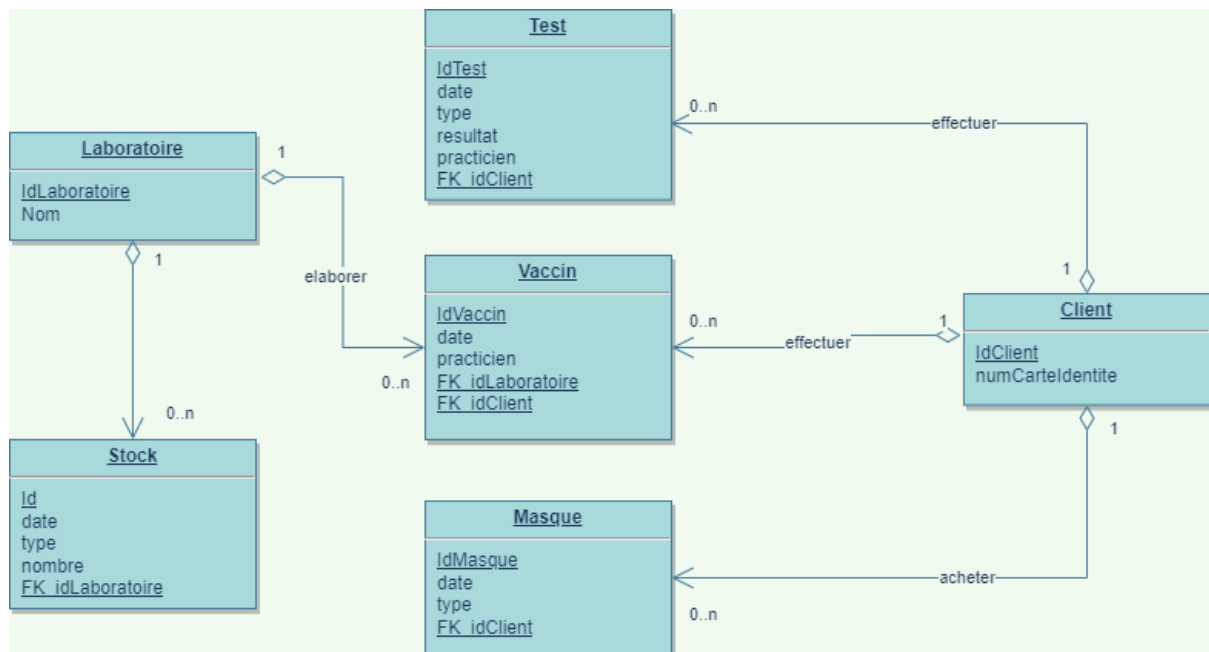 Test
IdTest
date
type
resultat
practicien
FK_idClient
0..n
effectuer
1
Laboratoire
IdLaboratoire
Nom
1
1
elaborer
0..n
Vaccin
IdVaccin
date
practicien
FK_idLaboratoire
FK_idClient
0..n
effectuer
1
Client
IdClient
numCarteIdentite
1
0..n
Stock
Id
date
type
nombre
FK_idLaboratoire
Masque
IdMasque
date
type
FK_idClient
acheter
0..n